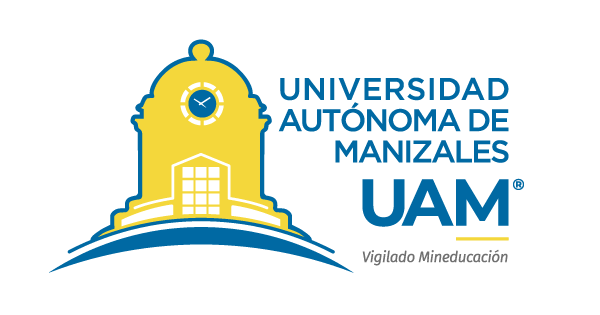 UNIVERSIDAD
AUTÓNOMA DE
MANIZALES
UAM®
Vigilado Mineducación